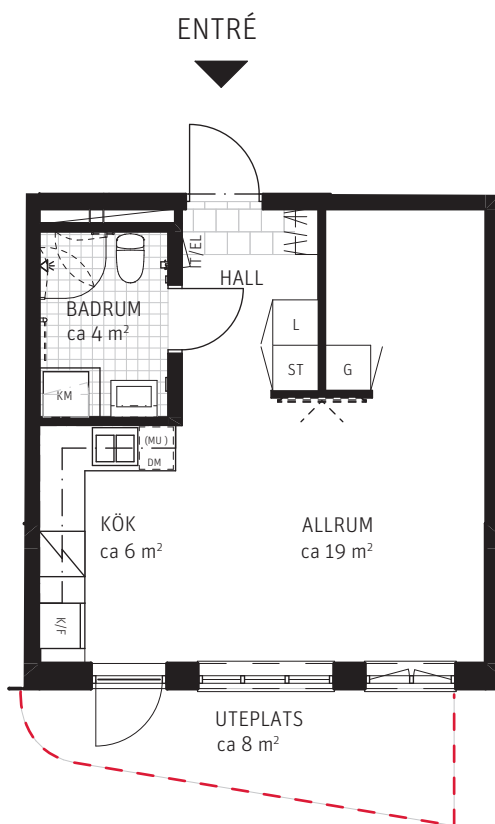 ENTRÉ
IT/EL
HALL
BADRUM
ca 4 m²
L
ST
G
KM
(MU)
DM
KÖK
ca 6 m²
ALLRUM
ca 19 m²
K/F
UTEPLATS
ca 8 m²